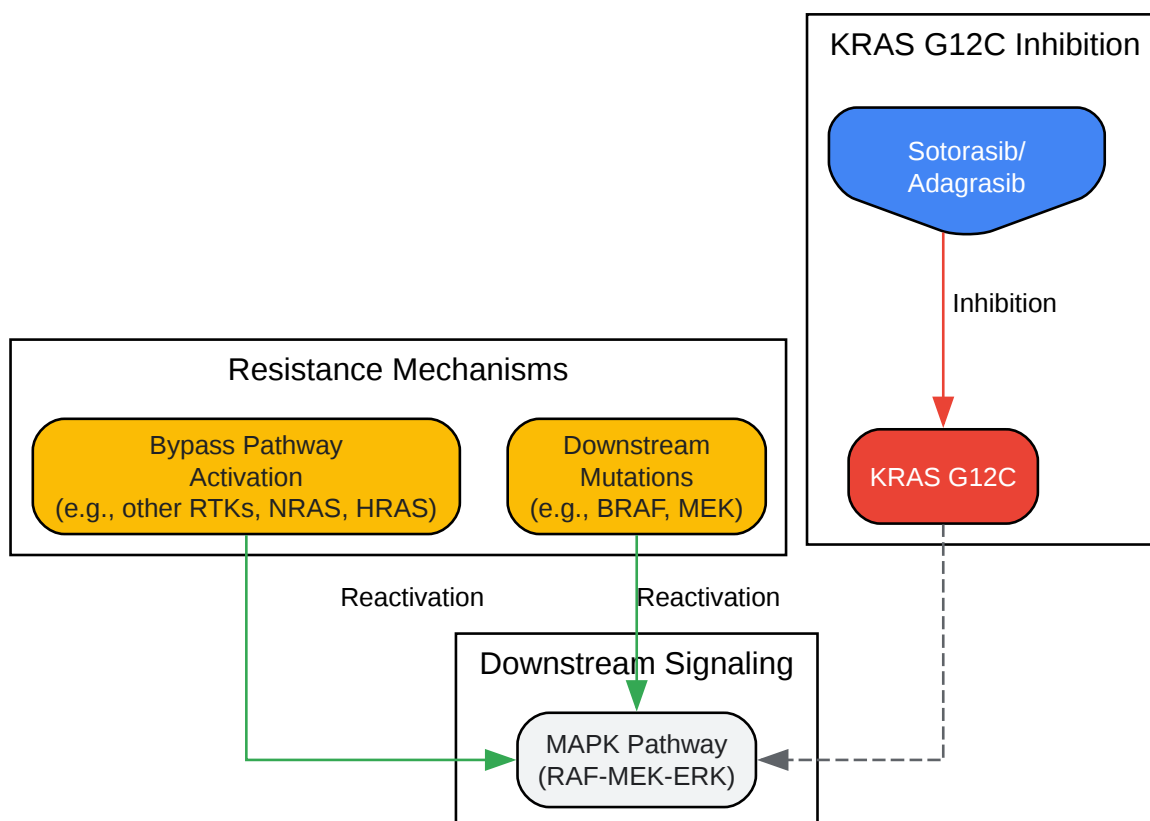 KRAS G12C Inhibition
Sotorasib/
Adagrasib
Inhibition
KRAS G12C
Resistance Mechanisms
Bypass Pathway
Activation
(e.g., other RTKs, NRAS, HRAS)
Downstream
Mutations
(e.g., BRAF, MEK)
Reactivation
Reactivation
Downstream Signaling
MAPK Pathway
(RAF-MEK-ERK)